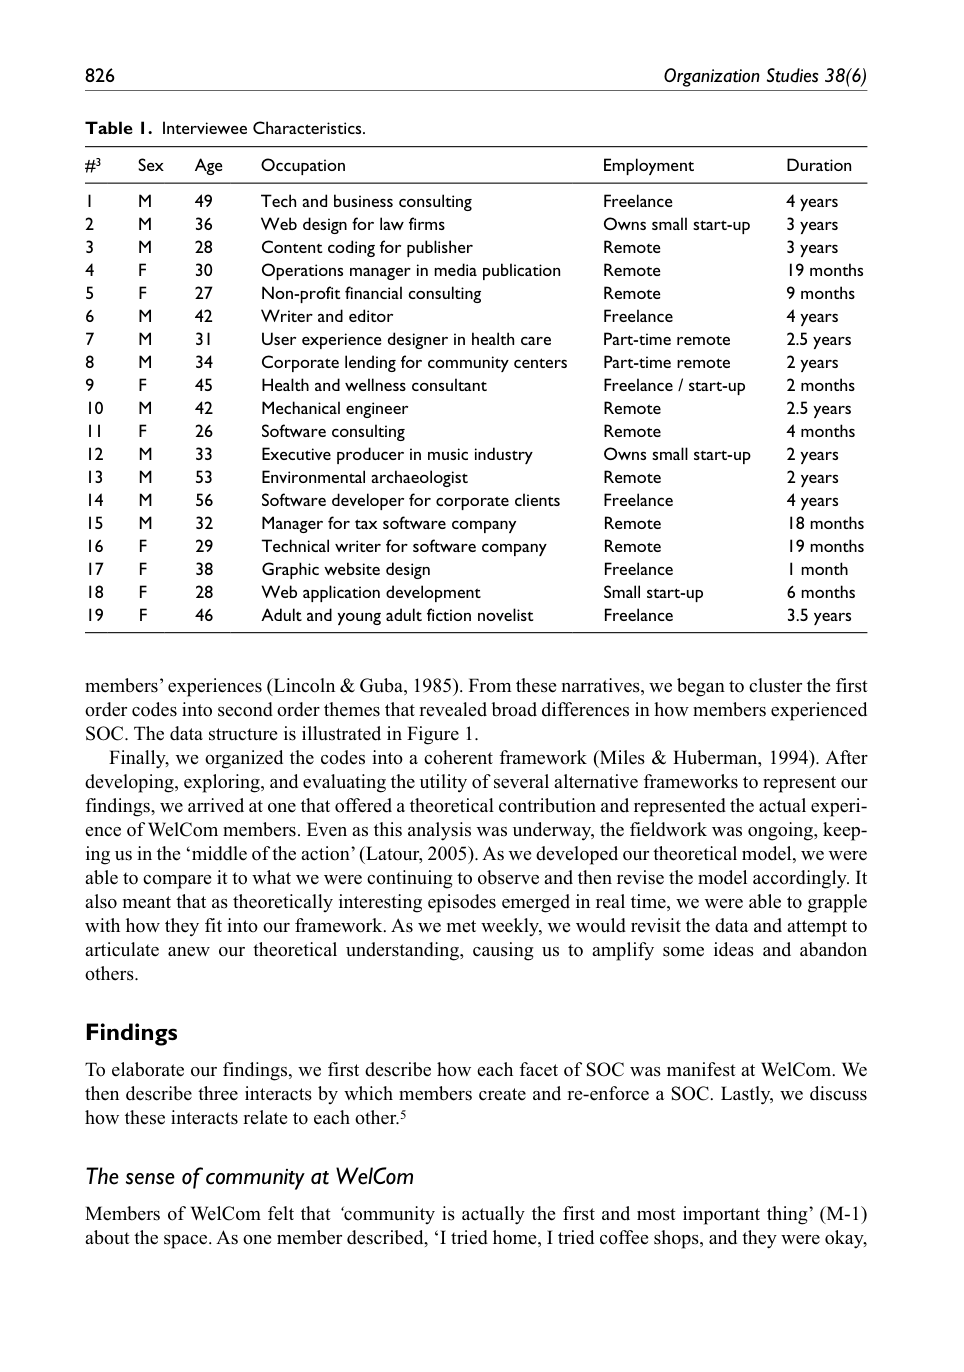 826 Organization Studies 38(6)
Table 1. Interviewee Characteristics.
#3 Sex Age Occupation Employment Duration
1 M 49 Tech and business consulting Freelance 4 years
2 M 36 Web design for law firms Owns small start-up 3 years
3 M 28 Content coding for publisher Remote 3 years
4 F 30 Operations manager in media publication Remote 19 months
5 F 27 Non-profit financial consulting Remote 9 months
6 M 42 Writer and editor Freelance 4 years
7 M 31 User experience designer in health care Part-time remote 2.5 years
8 M 34 Corporate lending for community centers Part-time remote 2 years
9 F 45 Health and wellness consultant Freelance / start-up 2 months
10 M 42 Mechanical engineer Remote 2.5 years
11 F 26 Software consulting Remote 4 months
12 M 33 Executive producer in music industry Owns small start-up 2 years
13 M 53 Environmental archaeologist Remote 2 years
14 M 56 Software developer for corporate clients Freelance 4 years
15 M 32 Manager for tax software company Remote 18 months
16 F 29 Technical writer for software company Remote 19 months
17 F 38 Graphic website design Freelance 1 month
18 F 28 Web application development Small start-up 6 months
19 F 46 Adult and young adult fiction novelist Freelance 3.5 years
members' experiences (Lincoln & Guba, 1985). From these narratives, we began to cluster the first
order codes into second order themes that revealed broad differences in how members experienced
SOC. The data structure is illustrated in Figure 1.
Finally, we organized the codes into a coherent framework (Miles & Huberman, 1994). After
developing, exploring, and evaluating the utility of several alternative frameworks to represent our
findings, we arrived at one that offered a theoretical contribution and represented the actual experi-
ence of WelCom members. Even as this analysis was underway, the fieldwork was ongoing, keep-
ing us in the 'middle of the action' (Latour, 2005). As we developed our theoretical model, we were
able to compare it to what we were continuing to observe and then revise the model accordingly. It
also meant that as theoretically interesting episodes emerged in real time, we were able to grapple
with how they fit into our framework. As we met weekly, we would revisit the data and attempt to
articulate anew our theoretical understanding, causing us to amplify some ideas and abandon
others.
Findings
To elaborate our findings, we first describe how each facet of SOC was manifest at WelCom. We
then describe three interacts by which members create and re-enforce a SOC. Lastly, we discuss
how these interacts relate to each other.5
The sense of community at WelCom
Members of WelCom felt that 'community is actually the first and most important thing' (M-1)
about the space. As one member described, 'I tried home, I tried coffee shops, and they were okay,